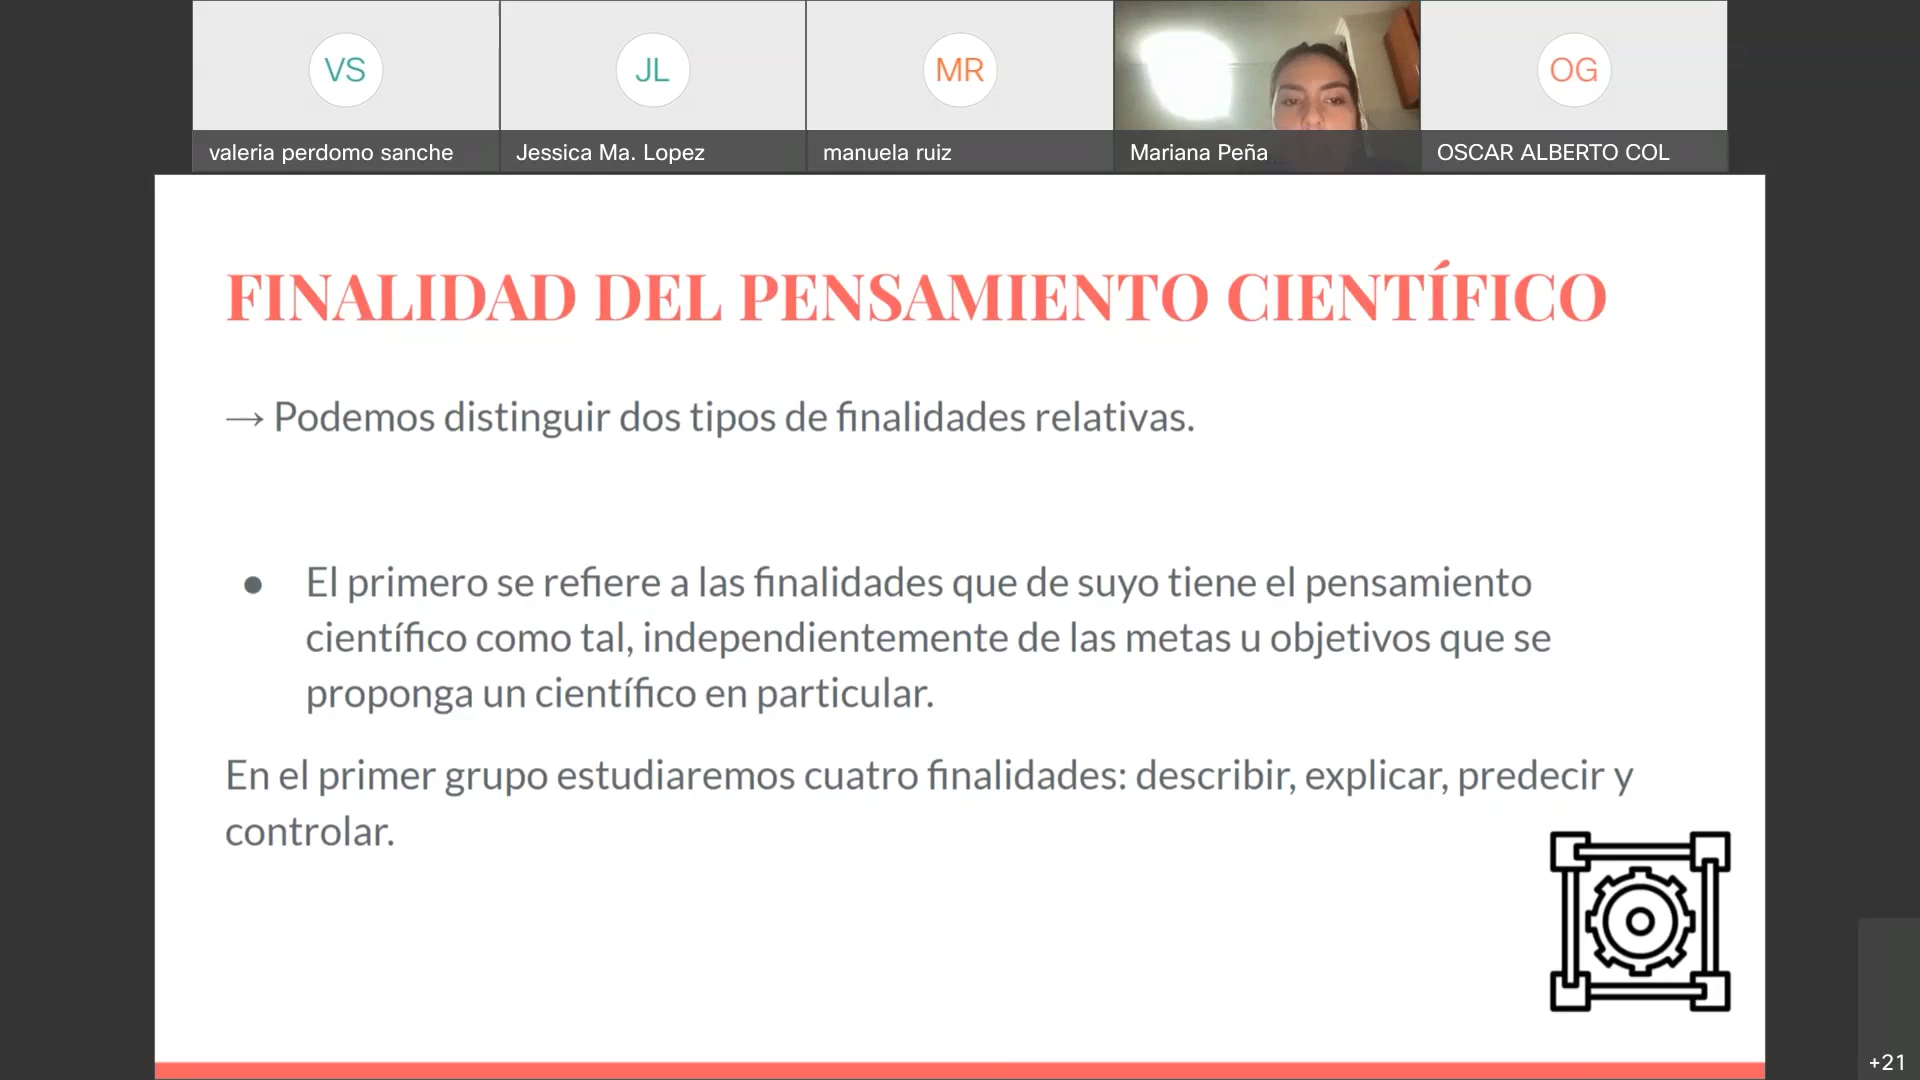 VS
JL
MR
OG
valeria perdomo sanche
Jessica Ma. Lopez
manuela ruiz
Mariana Peña
OSCAR ALBERTO COL
FINALIDAD DEL PENSAMIENTO CIENTÍFICO
→ Podemos distinguir dos tipos de finalidades relativas.
● El primero se refiere a las finalidades que de suyo tiene el pensamiento
científico como tal, independientemente de las metas u objetivos que se
proponga un científico en particular.
En el primer grupo estudiaremos cuatro finalidades: describir, explicar, predecir y
controlar.
+21